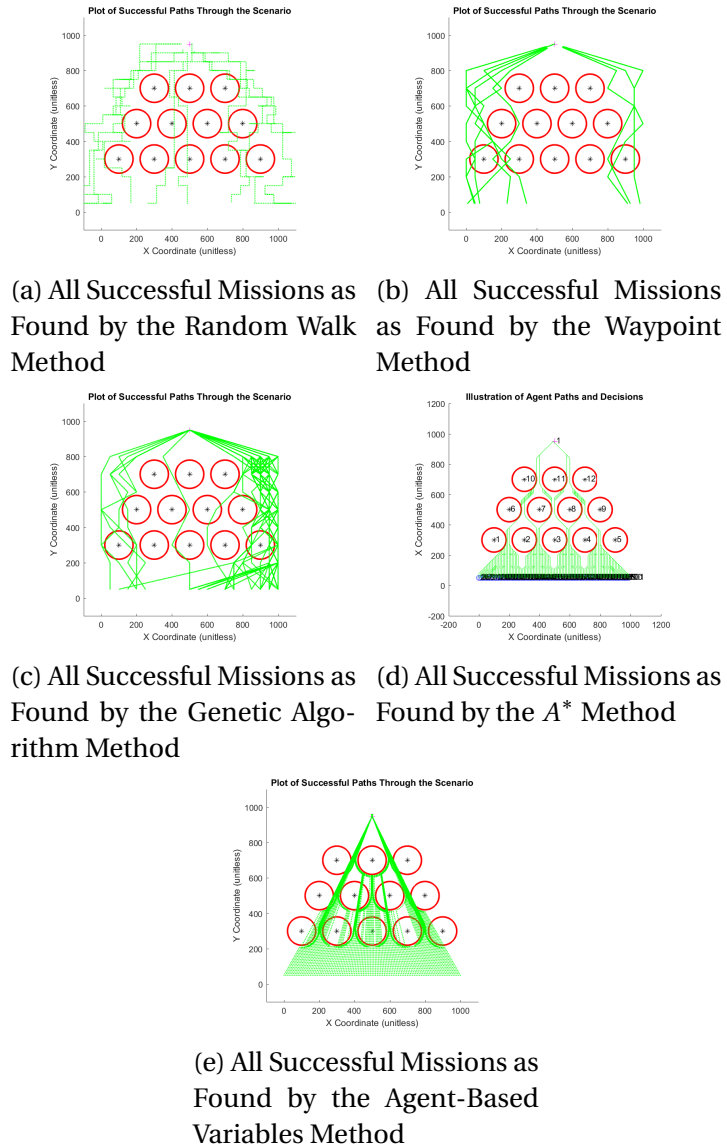 Plot of Successful Paths Through the Scenario
Y Coordinate (unitless)
1000
800
600
400
200
0
0 200 400 600 800 1000
X Coordinate (unitless)
(a) All Successful Missions as
Found by the Random Walk
Method
Plot of Successful Paths Through the Scenario
Y Coordinate (unitless)
1000
800
600
400
200
0
0 200 400 600 800 1000
X Coordinate (unitless)
(b) All Successful Missions
as Found by the Waypoint
Method
Plot of Successful Paths Through the Scenario
Y Coordinate (unitless)
1000
800
600
400
200
0
0 200 400 600 800 1000
X Coordinate (unitless)
(c) All Successful Missions as
Found by the Genetic Algo-
rithm Method
Illustration of Agent Paths and Decisions
X Coordinate (unitless)
1200
1000
800
600
400
200
0
-200
1
10 11 12
6 7 8 9
1 2 3 4 5
-200 0 200 400 600 800 1000 1200
X Coordinate (unitless)
(d) All Successful Missions as
Found by the A* Method
Plot of Successful Paths Through the Scenario
Y Coordinate (unitless)
1000
800
600
400
200
0
0 200 400 600 800 1000
X Coordinate (unitless)
(e) All Successful Missions as
Found by the Agent-Based
Variables Method